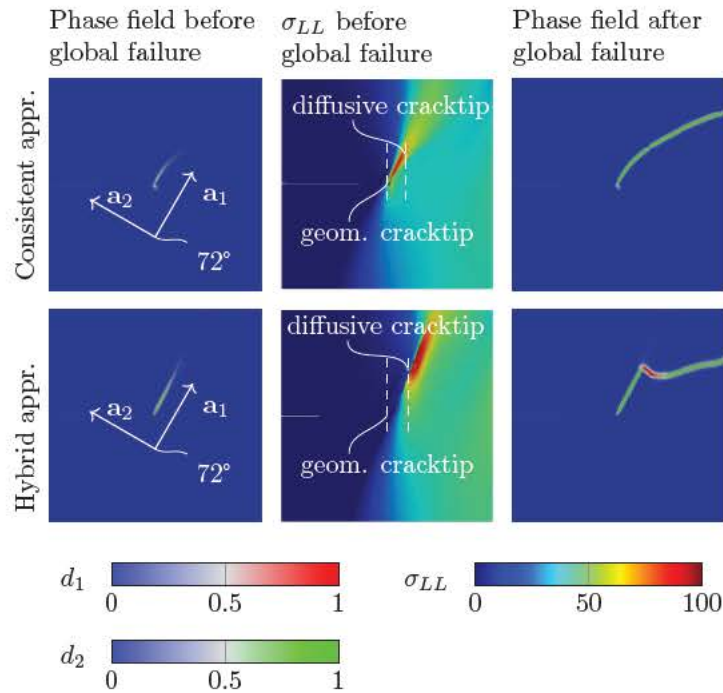 Phase field before
global failure
σ_LL before
global failure
Phase field after
global failure
Consistent appr.
a₂
a₁
72°
diffusive cracktip
geom. cracktip
Hybrid appr.
a₂
a₁
72°
diffusive cracktip
geom. cracktip
d₁
0 0.5 1
σ_LL
0 50 100
d₂
0 0.5 1